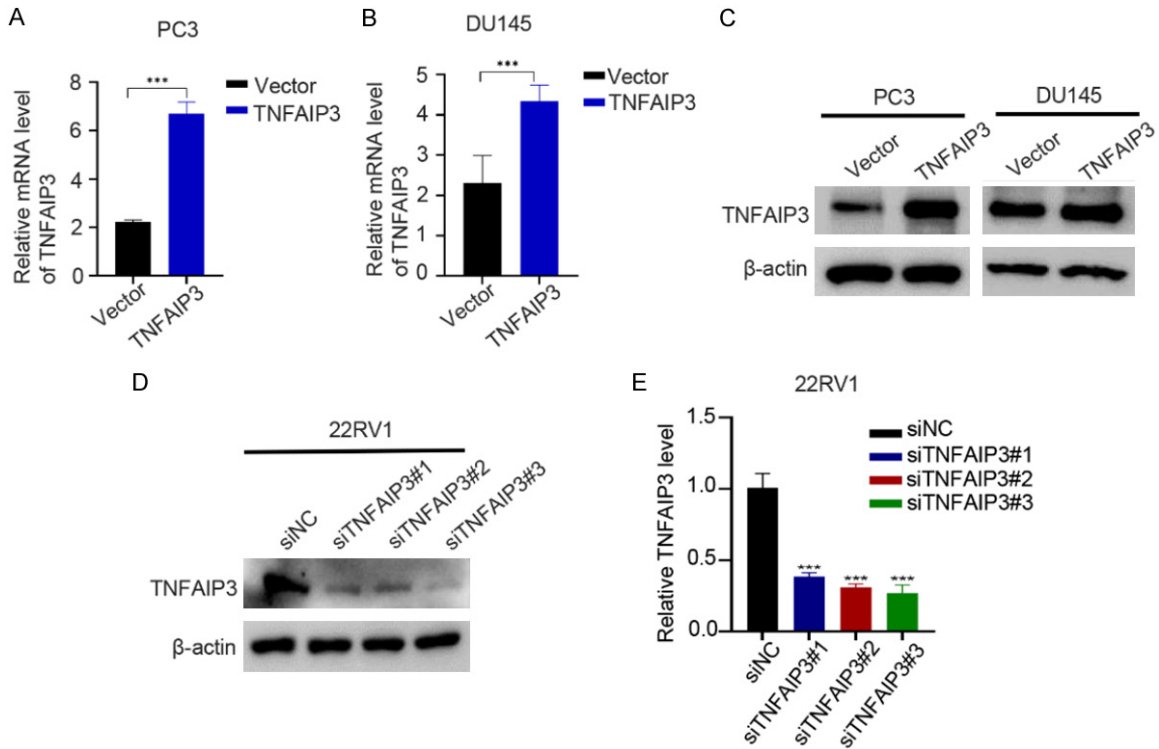 A
PC3
Relative mRNA level
of TNFAIP3
8
6
4
2
0
***
Vector
TNFAIP3
Vector
TNFAIP3
B
DU145
Relative mRNA level
of TNFAIP3
5
4
3
2
1
0
***
Vector
TNFAIP3
Vector
TNFAIP3
C
PC3
DU145
Vector
TNFAIP3
Vector
TNFAIP3
TNFAIP3
β-actin
D
22RV1
siNC
siTNFAIP3#1
siTNFAIP3#2
siTNFAIP3#3
TNFAIP3
β-actin
E
22RV1
Relative TNFAIP3 level
1.5
1.0
0.5
0.0
*** *** ***
siNC
siTNFAIP3#1
siTNFAIP3#2
siTNFAIP3#3
siNC
siTNFAIP3#1
siTNFAIP3#2
siTNFAIP3#3